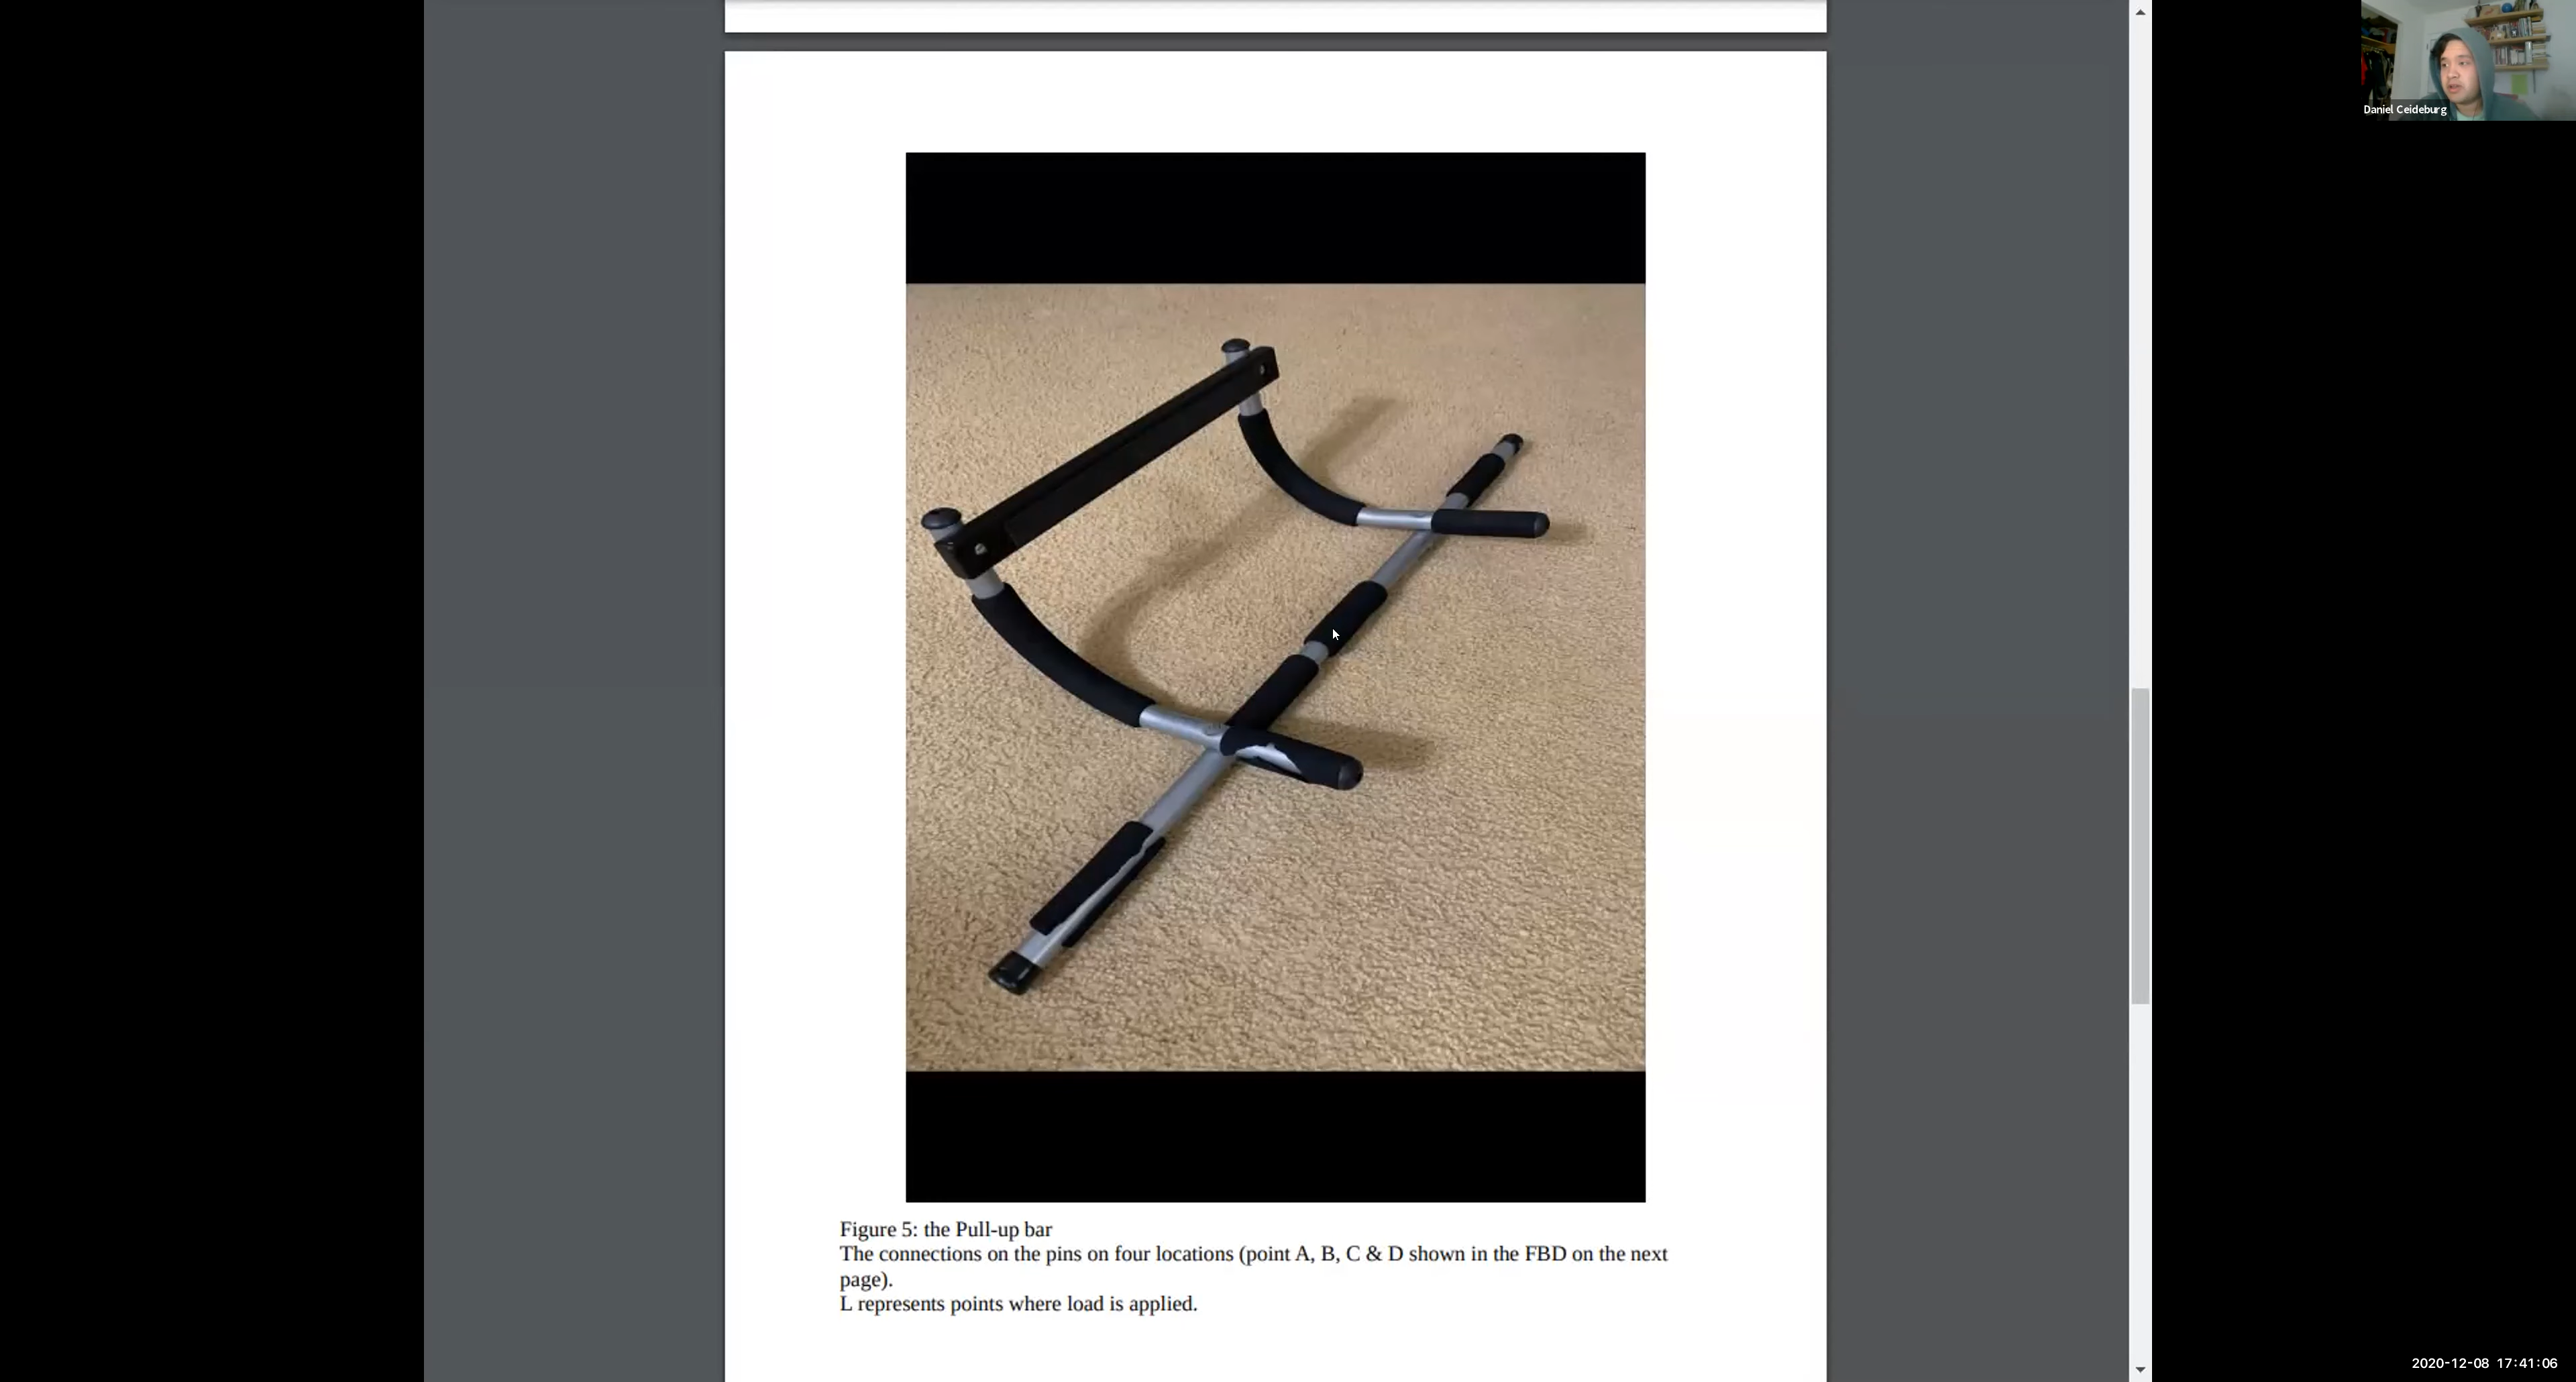 Daniel Ceideburg
Figure 5: the Pull-up bar
The connections on the pins on four locations (point A, B, C & D shown in the FBD on the next
page).
L represents points where load is applied.
2020-12-08 17:41:06